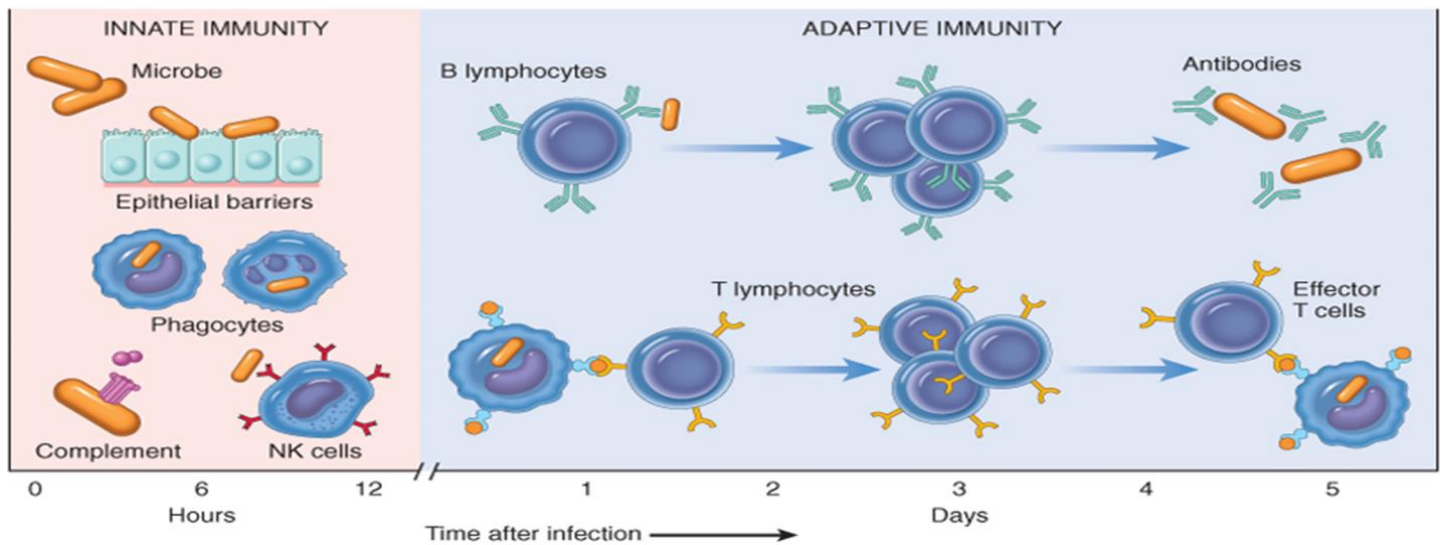 INNATE IMMUNITY
ADAPTIVE IMMUNITY
Microbe
Epithelial barriers
Phagocytes
Complement
NK cells
B lymphocytes
Antibodies
T lymphocytes
Effector
T cells
0 6 12
Hours
1 2 3 4 5
Days
Time after infection